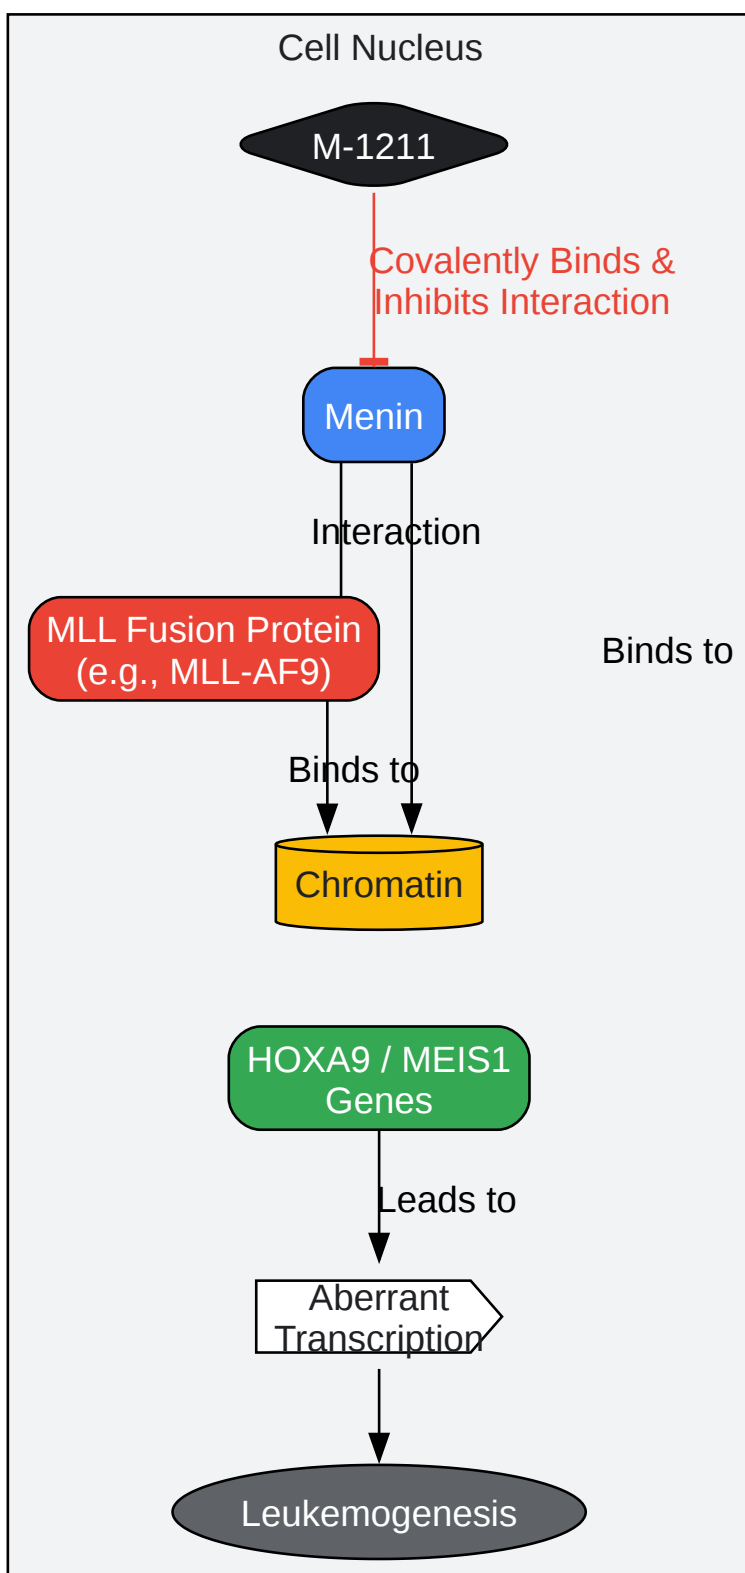 Cell Nucleus
M-1211
Covalently Binds &
Inhibits Interaction
Menin
Interaction
MLL Fusion Protein
(e.g., MLL-AF9)
Binds to
Binds to
Chromatin
HOXA9 / MEIS1
Genes
Leads to
Aberrant
Transcription
Leukemogenesis